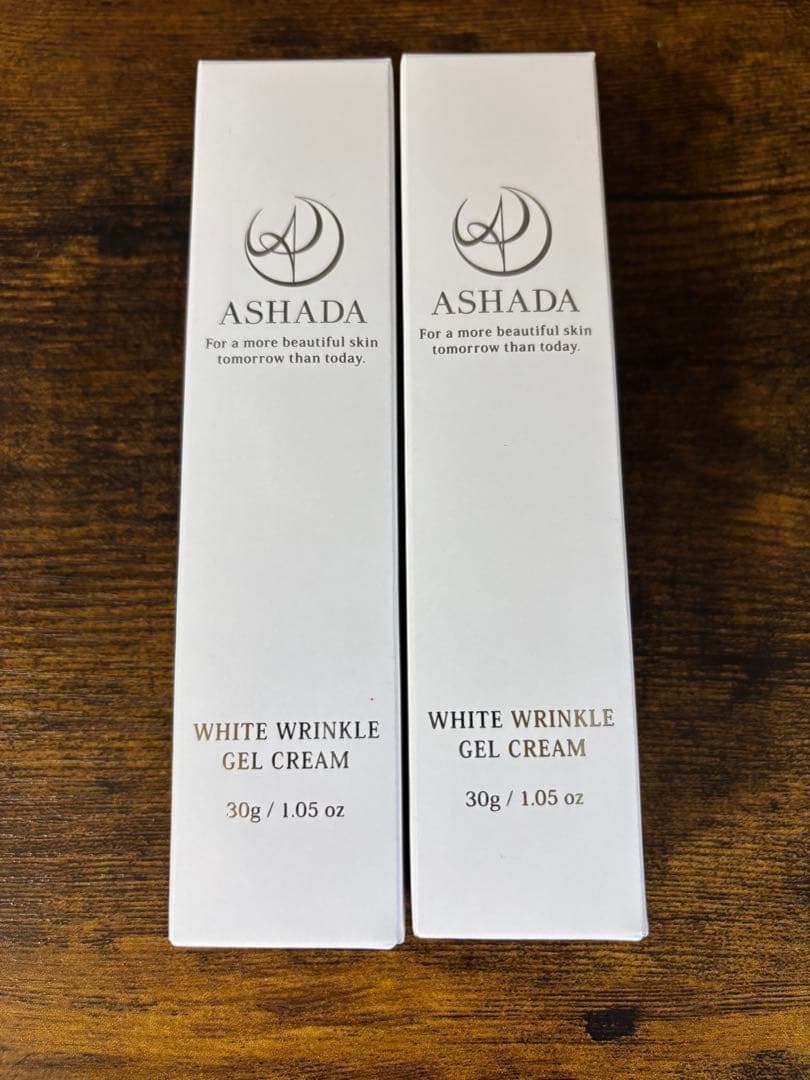 ASHADA
For a more beautiful skin
tomorrow than today.
WHITE WRINKLE
GEL CREAM
30g / 1.05 oz
ASHADA
For a more beautiful skin
tomorrow than today.
WHITE WRINKLE
GEL CREAM
30g / 1.05 oz